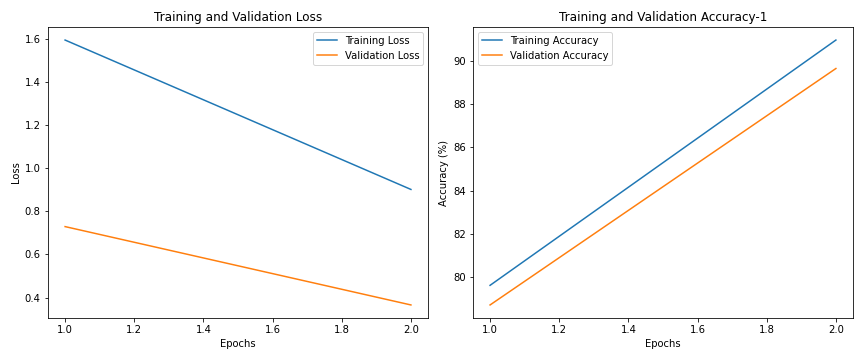 Training and Validation Loss
Training Loss
Validation Loss
1.6
1.4
1.2
1.0
0.8
0.6
0.4
Loss
1.0 1.2 1.4 1.6 1.8 2.0
Epochs
Training and Validation Accuracy-1
Training Accuracy
Validation Accuracy
90
88
86
84
82
80
Accuracy (%)
1.0 1.2 1.4 1.6 1.8 2.0
Epochs